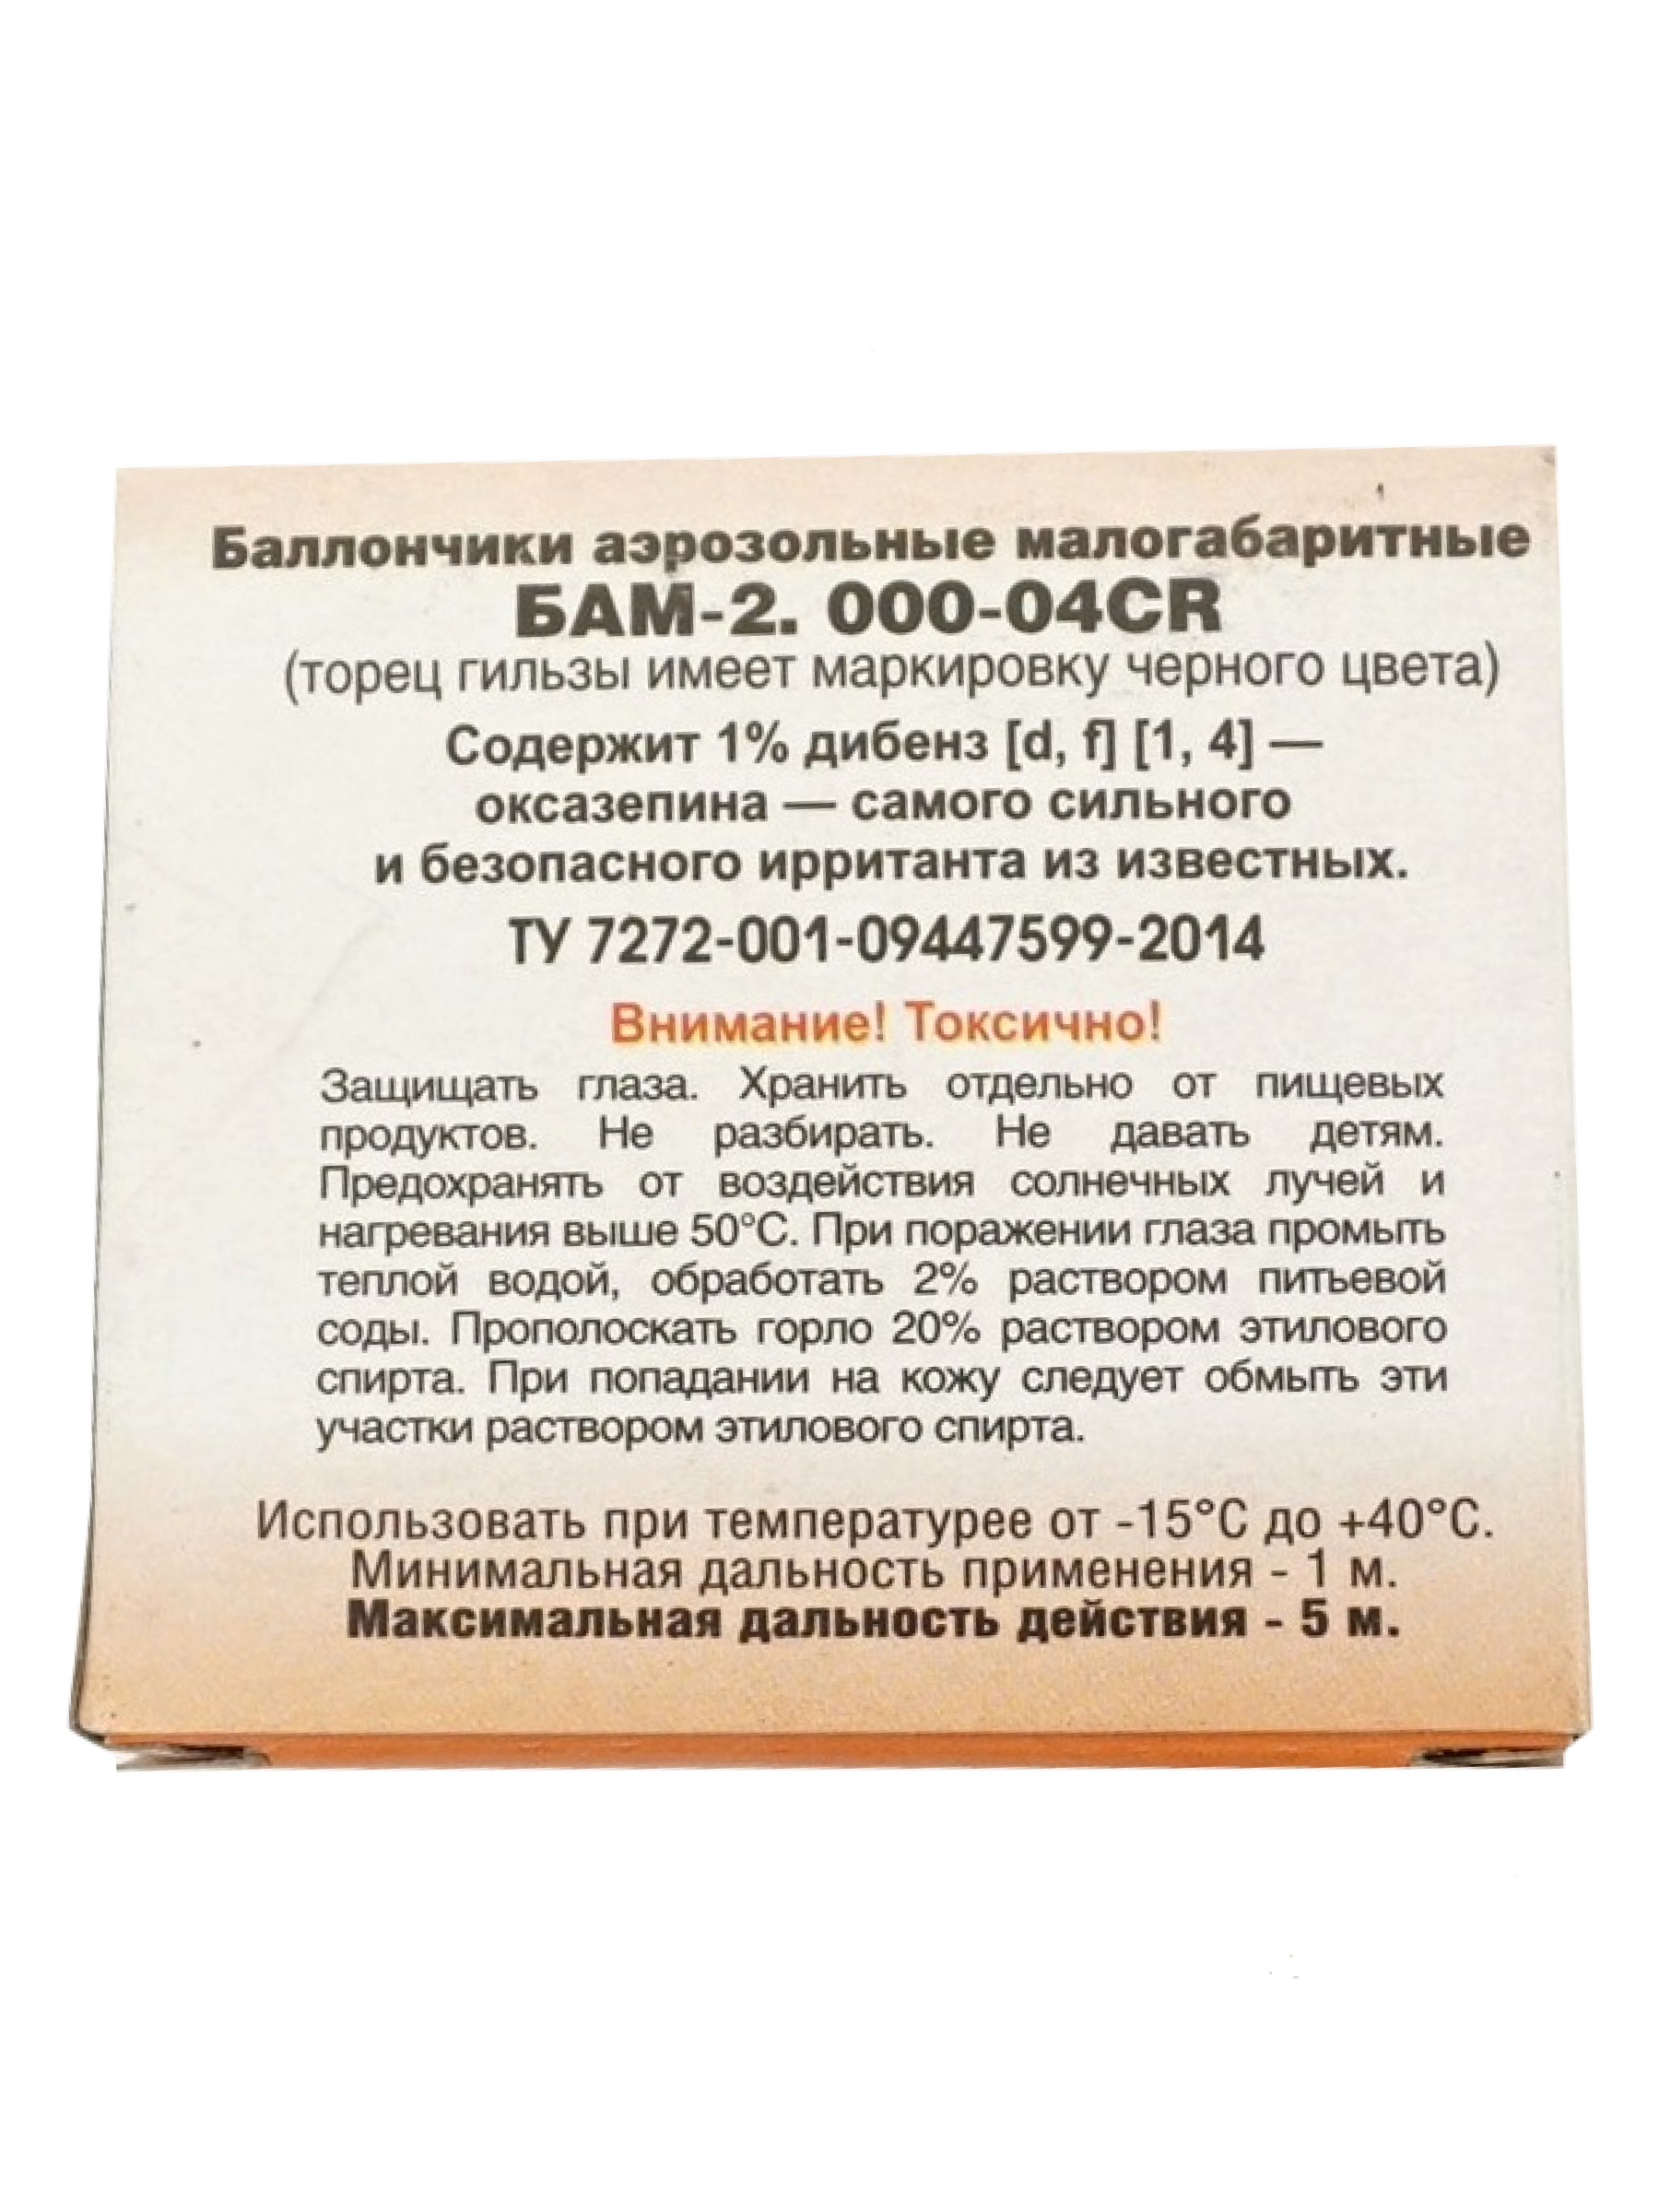 Баллончики аэрозольные малогабаритные
БАМ-2. 000-04CR
(торец гильзы имеет маркировку черного цвета)
Содержит 1% дибенз [d, f] [1, 4] —
оксазепина — самого сильного
и безопасного ирританта из известных.
ТУ 7272-001-09447599-2014
Внимание! Токсично!
Защищать глаза. Хранить отдельно от пищевых
продуктов. Не разбирать. Не давать детям.
Предохранять от воздействия солнечных лучей и
нагревания выше 50°С. При поражении глаза промыть
теплой водой, обработать 2% раствором питьевой
соды. Прополоскать горло 20% раствором этилового
спирта. При попадании на кожу следует обмыть эти
участки раствором этилового спирта.
Использовать при температурее от -15°С до +40°С.
Минимальная дальность применения - 1 м.
Максимальная дальность действия - 5 м.